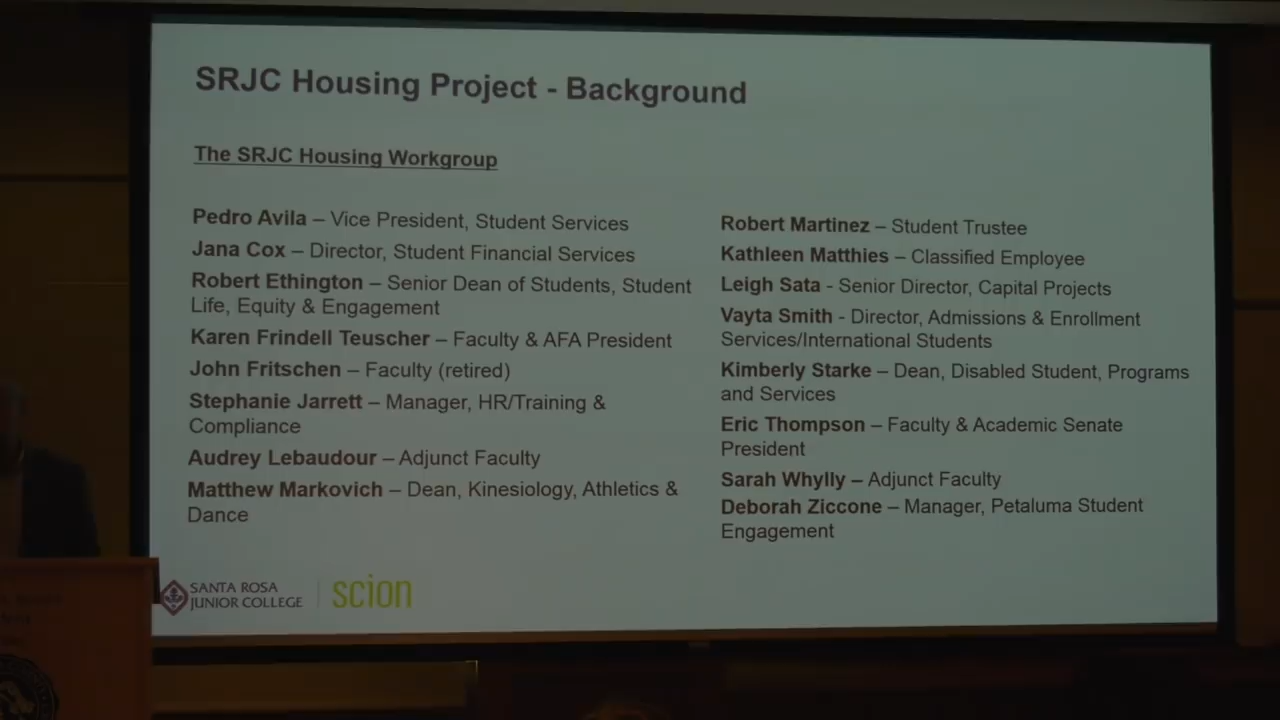 SRJC Housing Project - Background
The SRJC Housing Workgroup
Pedro Avila – Vice President, Student Services
Jana Cox – Director, Student Financial Services
Robert Ethington – Senior Dean of Students, Student
Life, Equity & Engagement
Karen Frindell Teuscher – Faculty & AFA President
John Fritschen – Faculty (retired)
Stephanie Jarrett – Manager, HR/Training &
Compliance
Audrey Lebaudour – Adjunct Faculty
Matthew Markovich – Dean, Kinesiology, Athletics &
Dance
Robert Martinez – Student Trustee
Kathleen Matthies – Classified Employee
Leigh Sata - Senior Director, Capital Projects
Vayta Smith - Director, Admissions & Enrollment
Services/International Students
Kimberly Starke – Dean, Disabled Student, Programs
and Services
Eric Thompson – Faculty & Academic Senate
President
Sarah Whylly – Adjunct Faculty
Deborah Ziccone – Manager, Petaluma Student
Engagement
SANTA ROSA
JUNIOR COLLEGE
scion